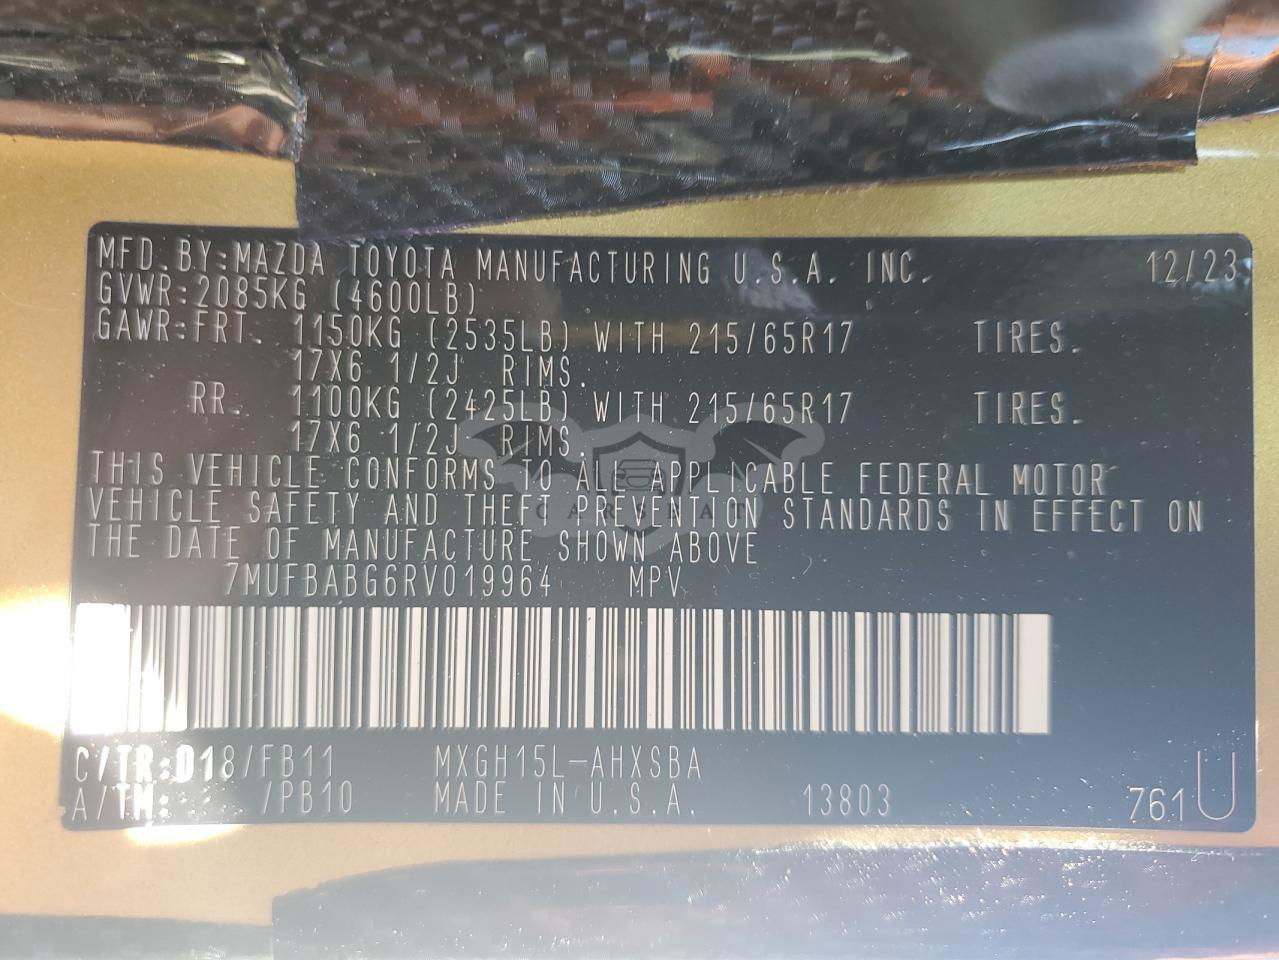 MFD. BY:MAZDA TOYOTA MANUFACTURING U.S.A. INC. 12/23
GVWR:2085KG (4600LB)
GAWR:FRT. 1150KG (2535LB) WITH 215/65R17 TIRES.
17X6 1/2J RIMS.
RR. 1100KG (2425LB) WITH 215/65R17 TIRES.
17X6 1/2J RIMS.
THIS VEHICLE CONFORMS TO ALL APPLICABLE FEDERAL MOTOR
VEHICLE SAFETY AND THEFT PREVENTION STANDARDS IN EFFECT ON
THE DATE OF MANUFACTURE SHOWN ABOVE
CARSBAT
7MUFBABG6RV019964 MPV
C/TR:D18/FB11 MXGH15L-AHXSBA
A/TM: /PB10 MADE IN U.S.A. 13803 761U